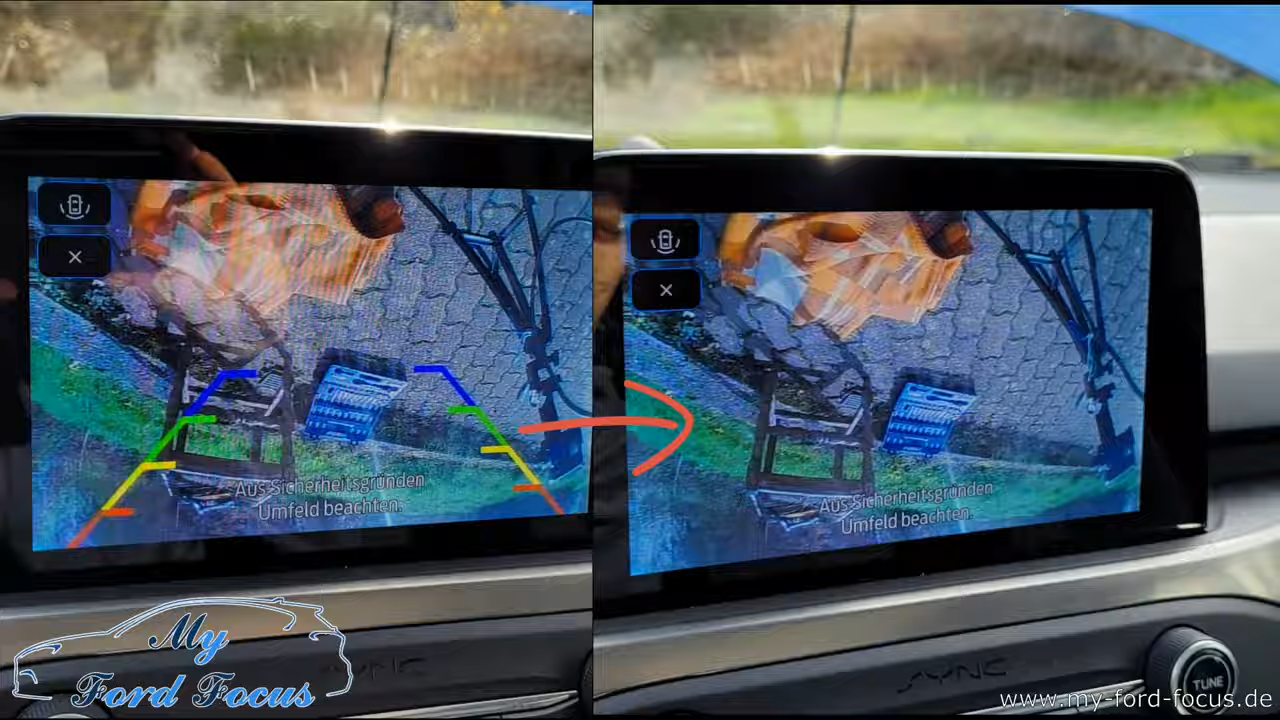 Aus Sicherheitsgründen
Umfeld beachten.
Aus Sicherheitsgründen
Umfeld beachten.
My
Ford Focus
SYNC
SYNC
TUNE
www.my-ford-focus.de